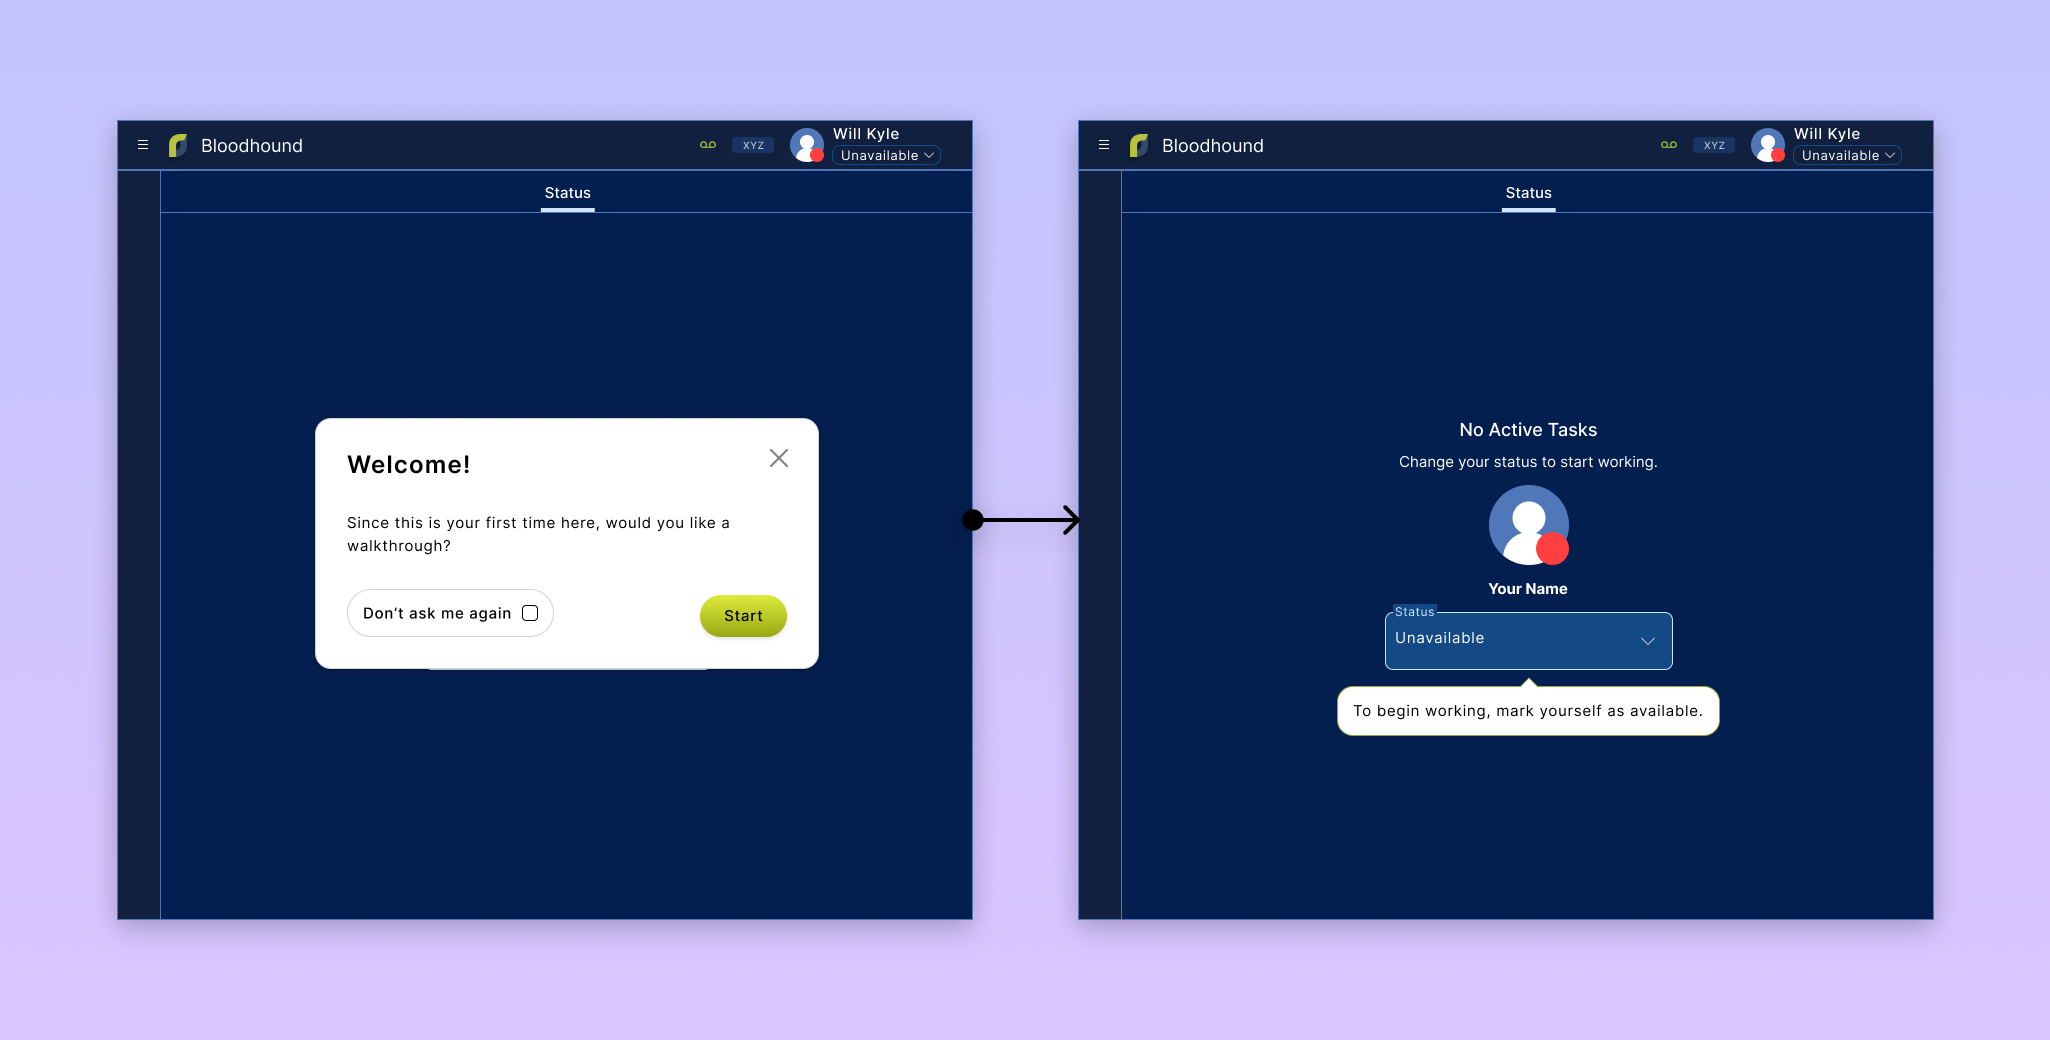 Bloodhound
XYZ
Will Kyle
Unavailable
Status
Welcome!
Since this is your first time here, would you like a
walkthrough?
Don’t ask me again
Start
Bloodhound
XYZ
Will Kyle
Unavailable
Status
No Active Tasks
Change your status to start working.
Your Name
Status
Unavailable
To begin working, mark yourself as available.